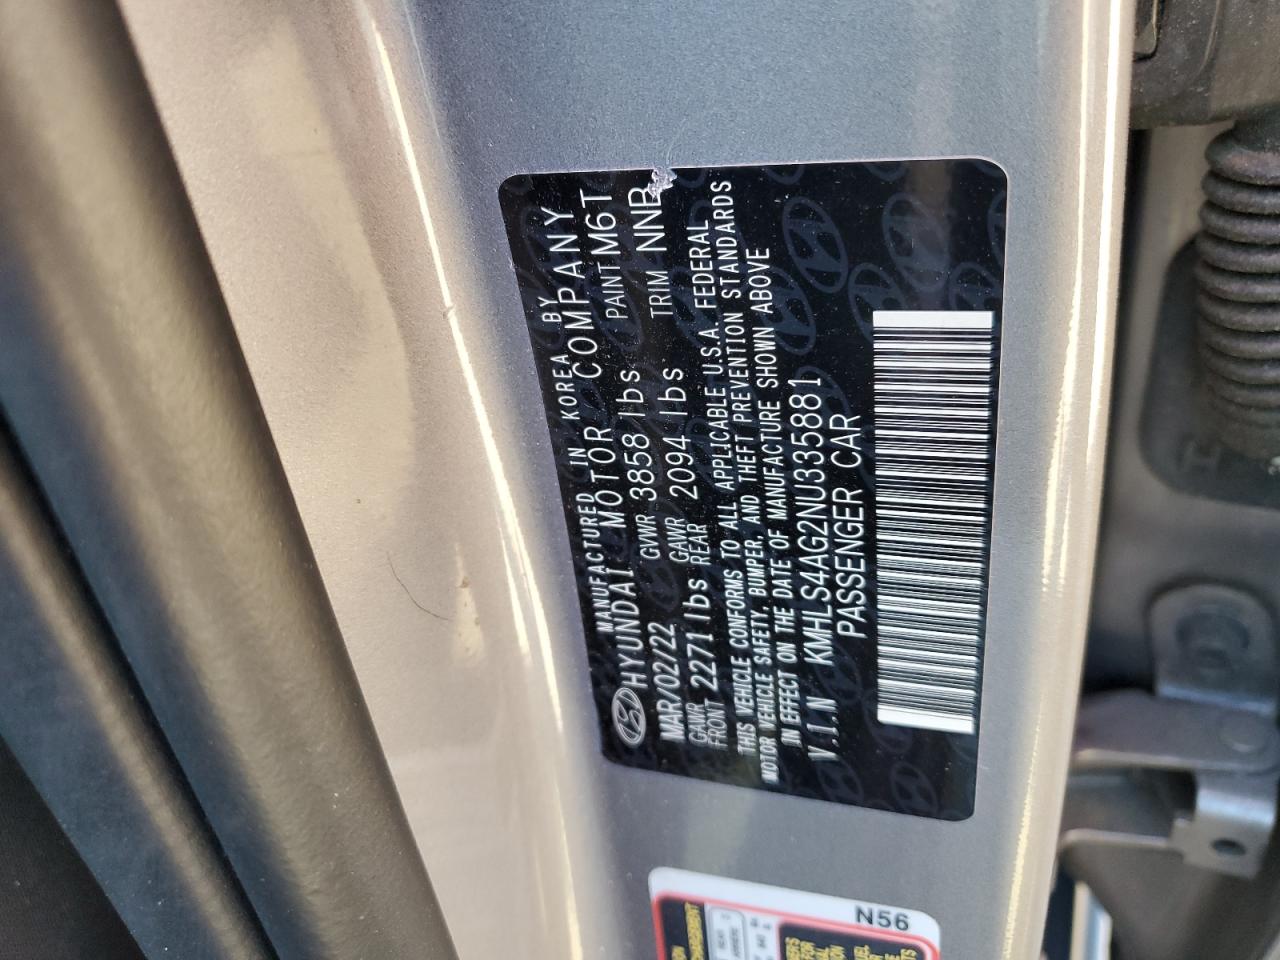 MANUFACTURED IN KOREA BY
HYUNDAI MOTOR COMPANY
MAR/02/22 GVWR 3858 lbs PAINT M6T
GAWR FRONT 2271 lbs GAWR REAR 2094 lbs TRIM NNB
THIS VEHICLE CONFORMS TO ALL APPLICABLE U.S.A. FEDERAL
MOTOR VEHICLE SAFETY, BUMPER, AND THEFT PREVENTION STANDARDS
IN EFFECT ON THE DATE OF MANUFACTURE SHOWN ABOVE
V.I.N KMHLS4AG2NU335881
PASSENGER CAR
N56